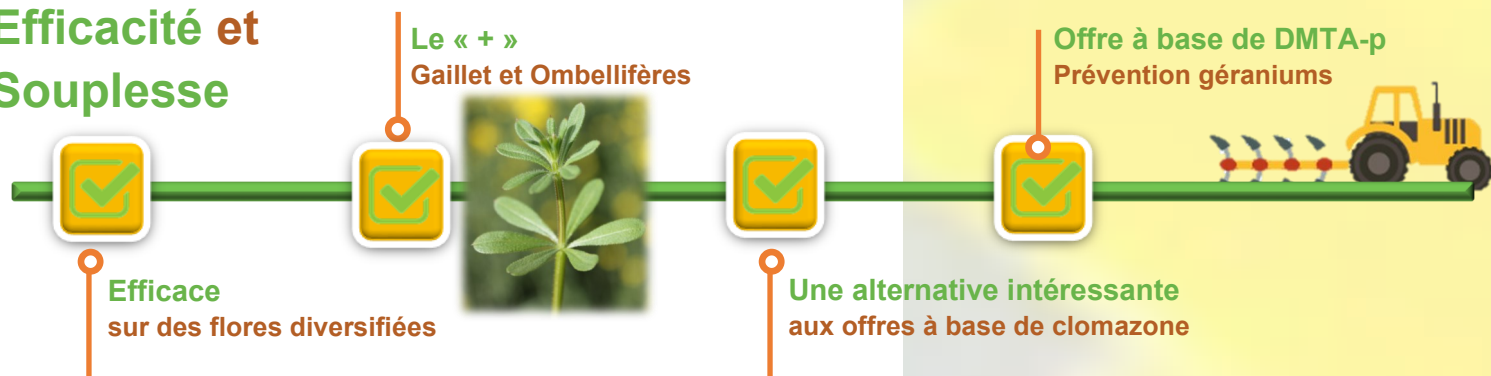 Efficacité et
Souplesse
Le « + »
Gaillet et Ombellifères
Offre à base de DMTA-p
Prévention géraniums
Efficace
sur des flores diversifiées
Une alternative intéressante
aux offres à base de clomazone